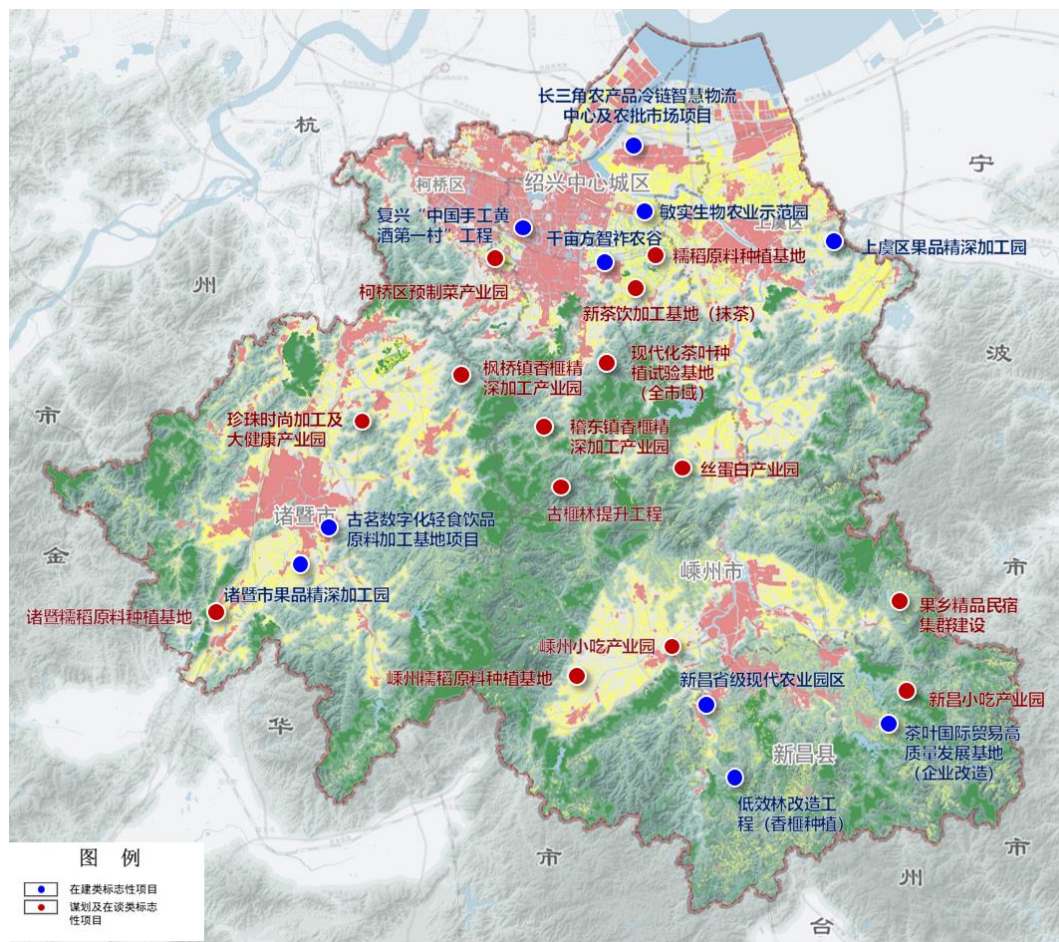 长三角农产品冷链智慧物流
中心及农批市场项目
杭
宁
柯桥区
绍兴中心城区
复兴“中国手工黄
酒第一村”工程
敏实生物农业示范园
上虞区
千亩方智祚农谷
糯稻原料种植基地
上虞区果品精深加工园
州
柯桥区预制菜产业园
新茶饮加工基地（抹茶）
波
枫桥镇香榧精
深加工产业园
现代化茶叶种
植试验基地
（全市域）
市
珍珠时尚加工及
大健康产业园
稽东镇香榧精
深加工产业园
丝蛋白产业园
古榧林提升工程
诸暨市
古茗数字化轻食饮品
原料加工基地项目
金
嵊州市
市
诸暨市果品精深加工园
诸暨糯稻原料种植基地
果乡精品民宿
集群建设
嵊州小吃产业园
嵊州糯稻原料种植基地
新昌省级现代农业园区
新昌小吃产业园
华
茶叶国际贸易高
质量发展基地
（企业改造）
新昌县
低效林改造工
程（香榧种植）
市
市
州
台
图 例
在建类标志性项目
谋划及在谈类标志
性项目